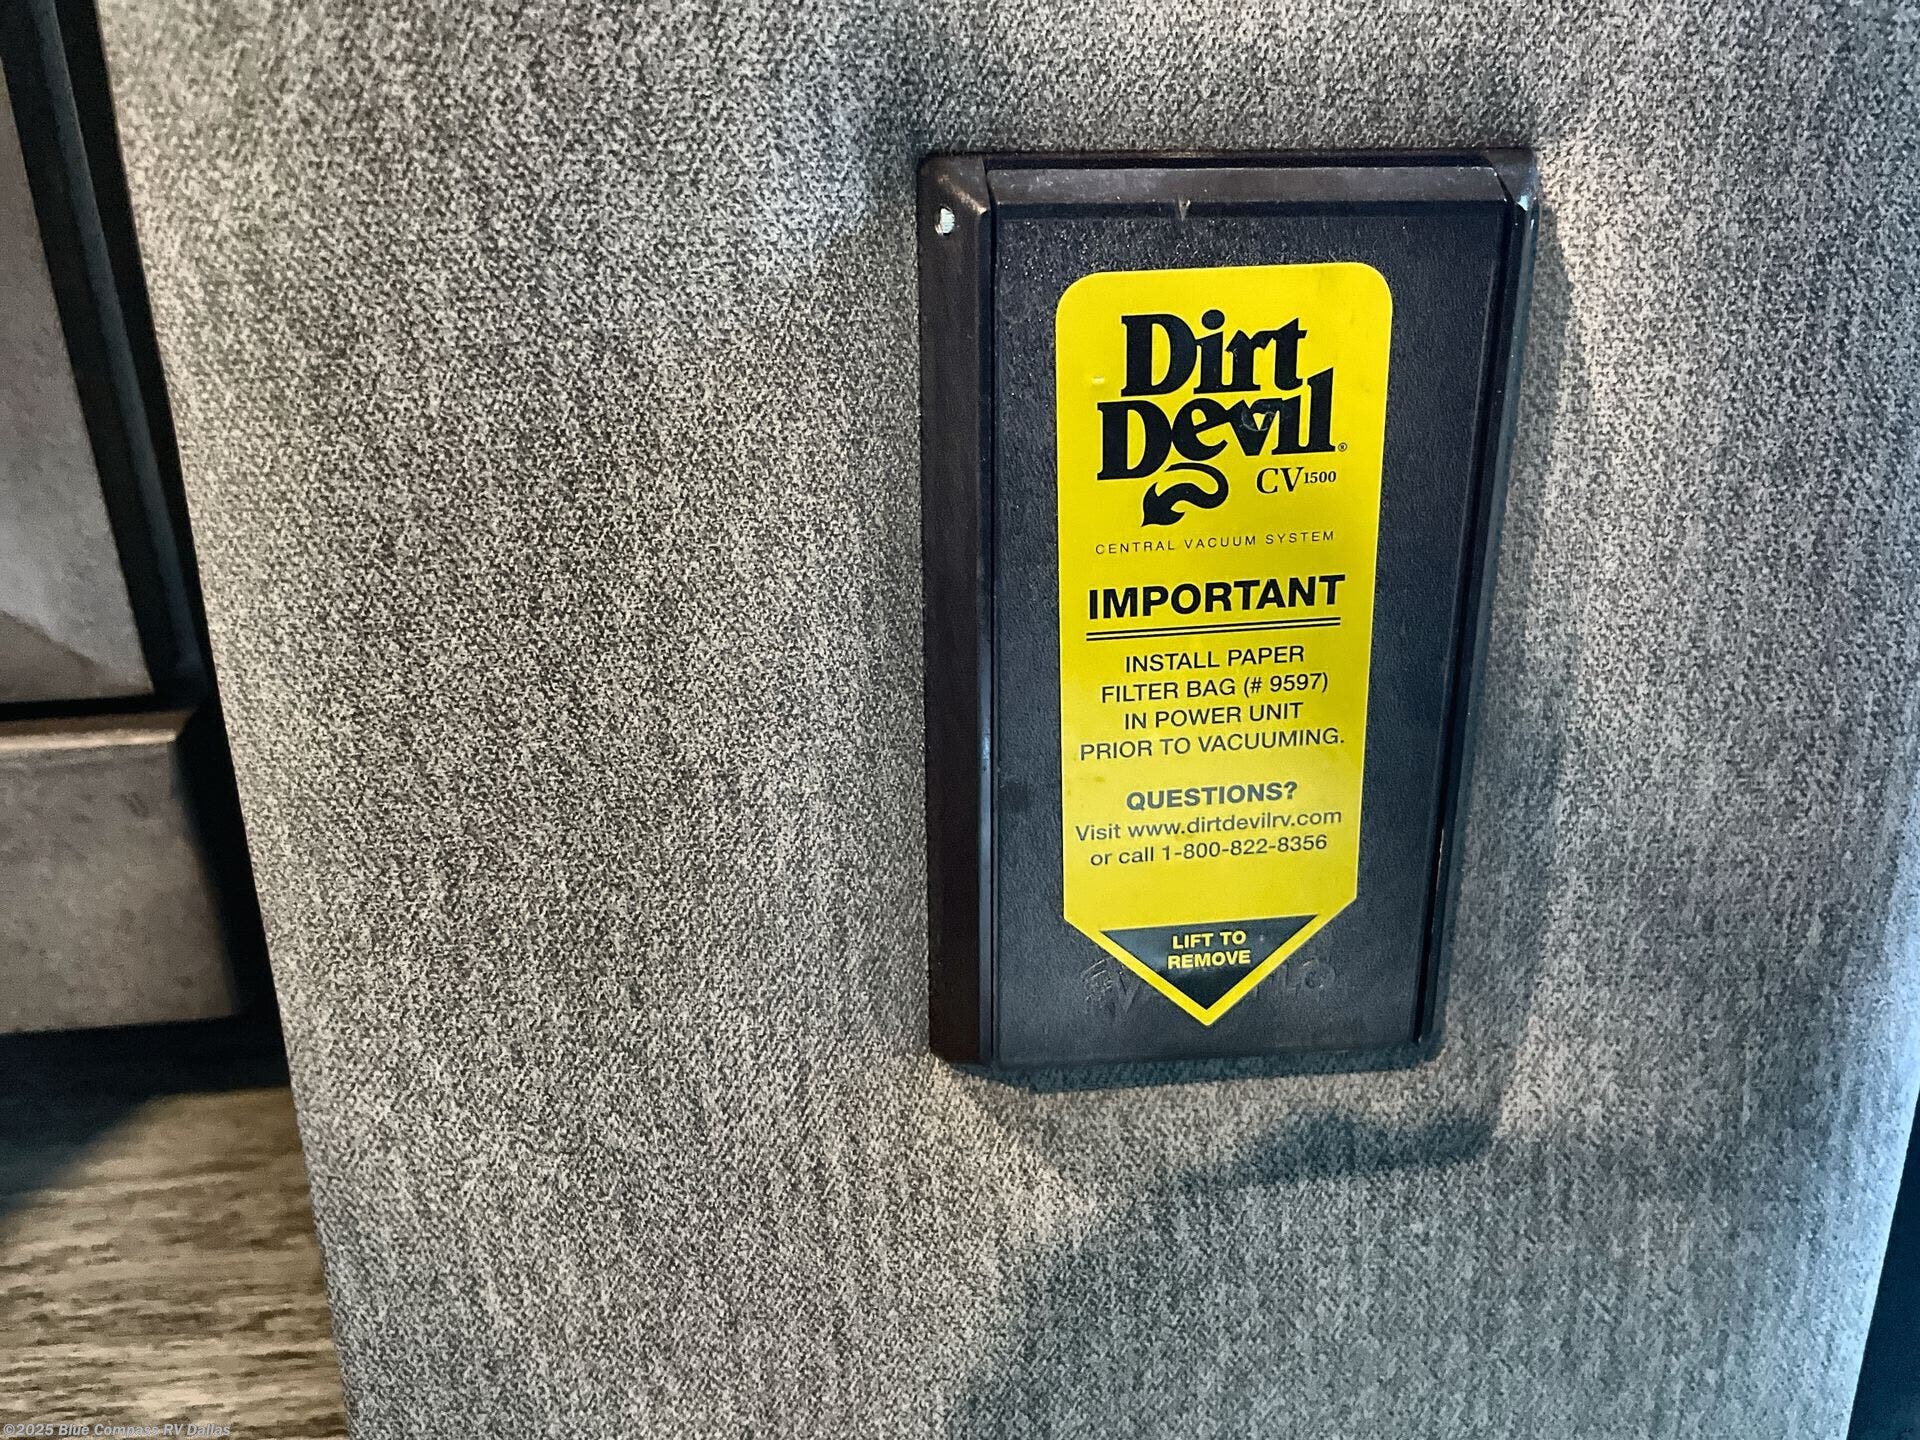 Dirt
Devil®
CV1500
CENTRAL VACUUM SYSTEM
IMPORTANT
INSTALL PAPER
FILTER BAG (# 9597)
IN POWER UNIT
PRIOR TO VACUUMING.
QUESTIONS?
Visit www.dirtdevilrv.com
or call 1-800-822-8356
LIFT TO
REMOVE
©2025 Blue Compass RV Dallas